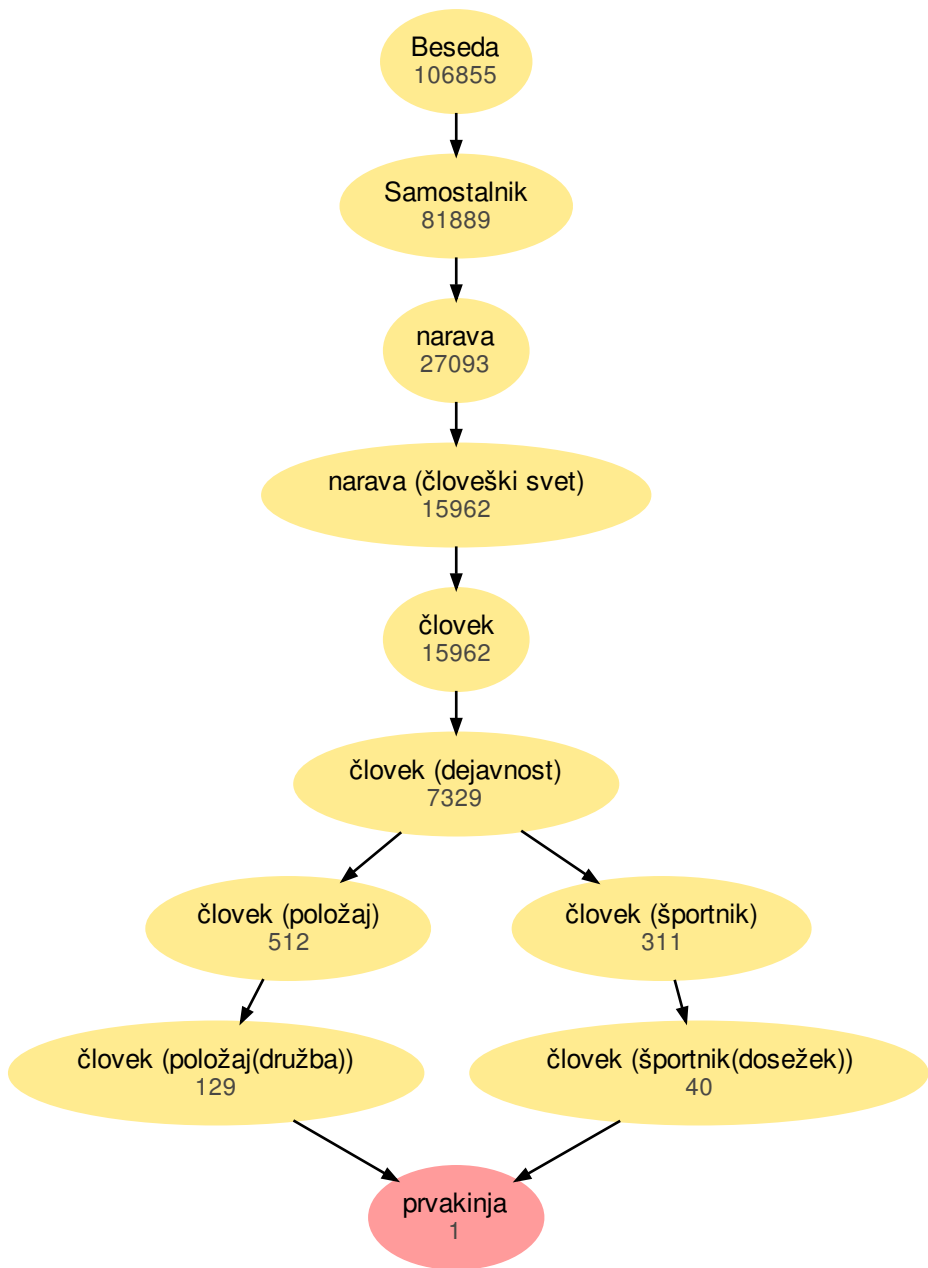 Beseda
106855
Samostalnik
81889
narava
27093
narava (človeški svet)
15962
človek
15962
človek (dejavnost)
7329
človek (položaj)
512
človek (športnik)
311
človek (položaj(družba))
129
človek (športnik(dosežek))
40
prvakinja
1